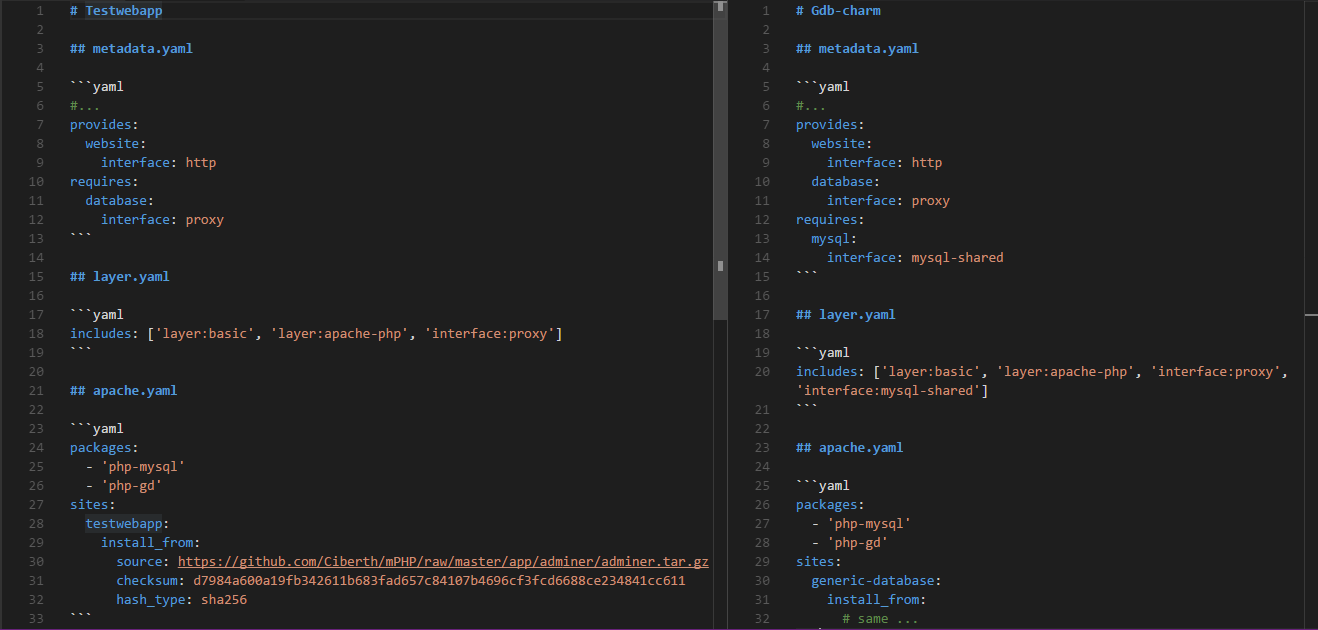 1 # Testwebapp
2
3 ## metadata.yaml
4
5 ```yaml
6 #...
7 provides:
8   website:
9     interface: http
10 requires:
11   database:
12     interface: proxy
13 ```
14
15 ## layer.yaml
16
17 ```yaml
18 includes: ['layer:basic', 'layer:apache-php', 'interface:proxy']
19 ```
20
21 ## apache.yaml
22
23 ```yaml
24 packages:
25   - 'php-mysql'
26   - 'php-gd'
27 sites:
28   testwebapp:
29     install_from:
30       source: https://github.com/Ciberth/mPHP/raw/master/app/adminer/adminer.tar.gz
31       checksum: d7984a600a19fb342611b683fad657c84107b4696cf3fcd6688ce234841cc611
32       hash_type: sha256
33 ```
1 # Gdb-charm
2
3 ## metadata.yaml
4
5 ```yaml
6 #...
7 provides:
8   website:
9     interface: http
10   database:
11     interface: proxy
12 requires:
13   mysql:
14     interface: mysql-shared
15 ```
16
17 ## layer.yaml
18
19 ```yaml
20 includes: ['layer:basic', 'layer:apache-php', 'interface:proxy',
'interface:mysql-shared']
21 ```
22
23 ## apache.yaml
24
25 ```yaml
26 packages:
27   - 'php-mysql'
28   - 'php-gd'
29 sites:
30   generic-database:
31     install_from:
32       # same ...